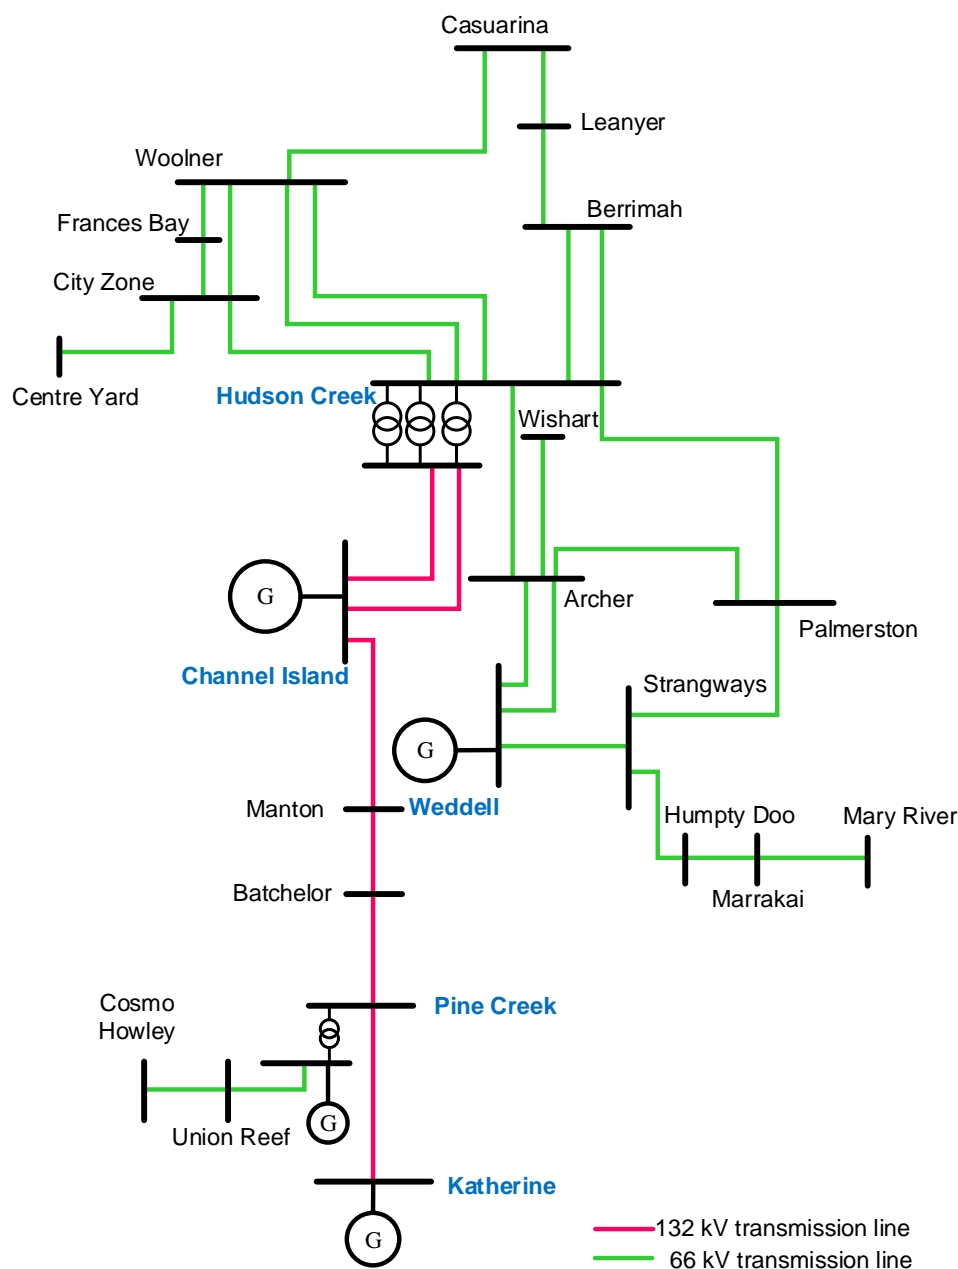 Casuarina
Leanyer
Woolner
Berrimah
Frances Bay
City Zone
Centre Yard
Hudson Creek
Wishart
G
Archer
Palmerston
Channel Island
Strangways
G
Weddell
Manton
Humpty Doo
Mary River
Batchelor
Marrakai
Cosmo
Howley
Pine Creek
G
Union Reef
Katherine
G
132 kV transmission line
66 kV transmission line